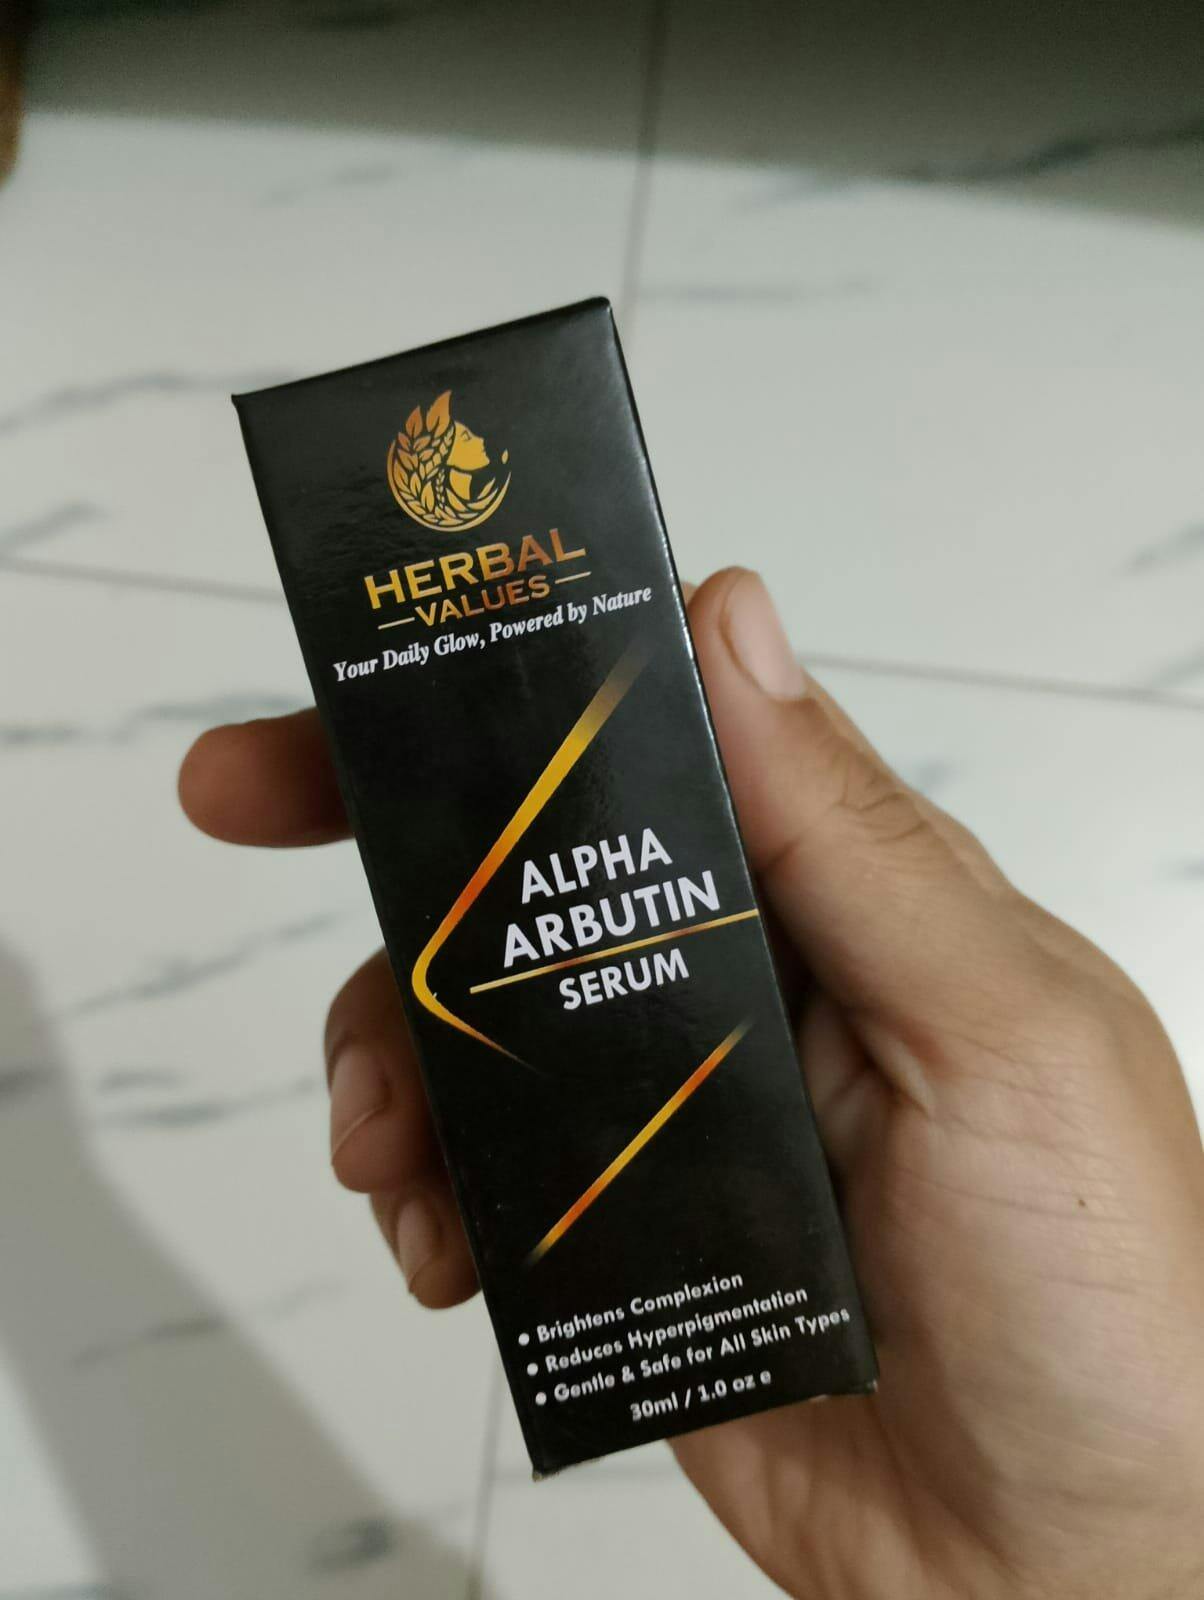 HERBAL
VALUES
Your Daily Glow, Powered by Nature
ALPHA
ARBUTIN
SERUM
• Brightens Complexion
• Reduces Hyperpigmentation
• Gentle & Safe for All Skin Types
30ml / 1.0 oz e